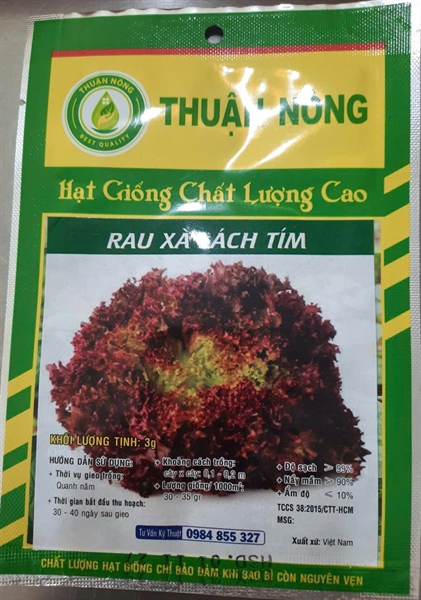 THUẬN NÔNG
BEST QUALITY
THUẬN NÔNG
Hạt Giống Chất Lượng Cao
RAU XÀ LÁCH TÍM
KHỐI LƯỢNG TỊNH: 3g
HƯỚNG DẪN SỬ DỤNG:
+ Thời vụ gieo trồng:
Quanh năm
+ Thời gian bắt đầu thu hoạch:
30 - 40 ngày sau gieo
+ Khoảng cách trồng:
cây x cây: 0,1 - 0,2 m
+ Lượng giống/ 1000m²:
30 - 35 gr
+ Độ sạch ≥ 99%
+ Nẩy mầm ≥ 90%
+ Ẩm độ ≤ 10%
TCCS 38:2015/CTT-HCM
MSG:
Tư Vấn Kỹ Thuật 0984 855 327
Xuất xứ: Việt Nam
CHẤT LƯỢNG HẠT GIỐNG CHỈ BẢO ĐẢM KHI BAO BÌ CÒN NGUYÊN VẸN